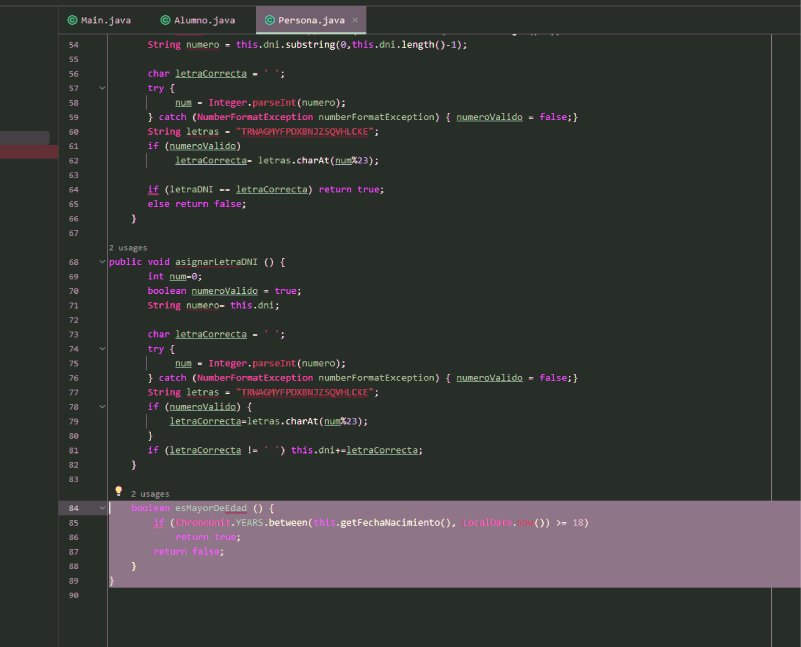 Main.java Alumno.java Persona.java ×
54 String numero = this.dni.substring(0,this.dni.length()-1);
55
56 char letraCorrecta = ' ';
57 try {
58 num = Integer.parseInt(numero);
59 } catch (NumberFormatException numberFormatException) { numeroValido = false;}
60 String letras = "TRWAGMYFPDXBNJZSQVHLCKE";
61 if (numeroValido)
62 letraCorrecta= letras.charAt(num%23);
63
64 if (letraDNI == letraCorrecta) return true;
65 else return false;
66 }
67
2 usages
68 public void asignarLetraDNI () {
69 int num=0;
70 boolean numeroValido = true;
71 String numero= this.dni;
72
73 char letraCorrecta = ' ';
74 try {
75 num = Integer.parseInt(numero);
76 } catch (NumberFormatException numberFormatException) { numeroValido = false;}
77 String letras = "TRWAGMYFPDXBNJZSQVHLCKE";
78 if (numeroValido) {
79 letraCorrecta=letras.charAt(num%23);
80 }
81 if (letraCorrecta != ' ') this.dni+=letraCorrecta;
82 }
83
2 usages
84 boolean esMayorDeEdad () {
85 if (ChronoUnit.YEARS.between(this.getFechaNacimiento(), LocalDate.now()) >= 18)
86 return true;
87 return false;
88 }
89 }
90